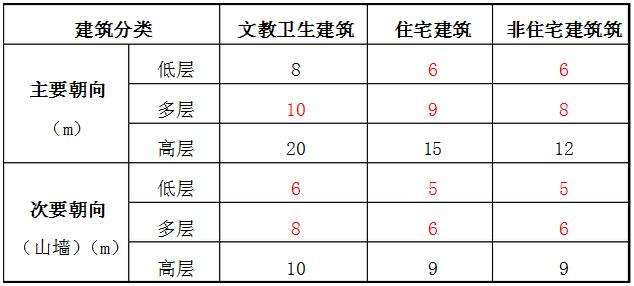 建筑分类 文教卫生建筑 住宅建筑 非住宅建筑筑
主要朝向 (m) 低层 8 6 6
多层 10 9 8
高层 20 15 12
次要朝向 (山墙)(m) 低层 6 5 5
多层 8 6 6
高层 10 9 9